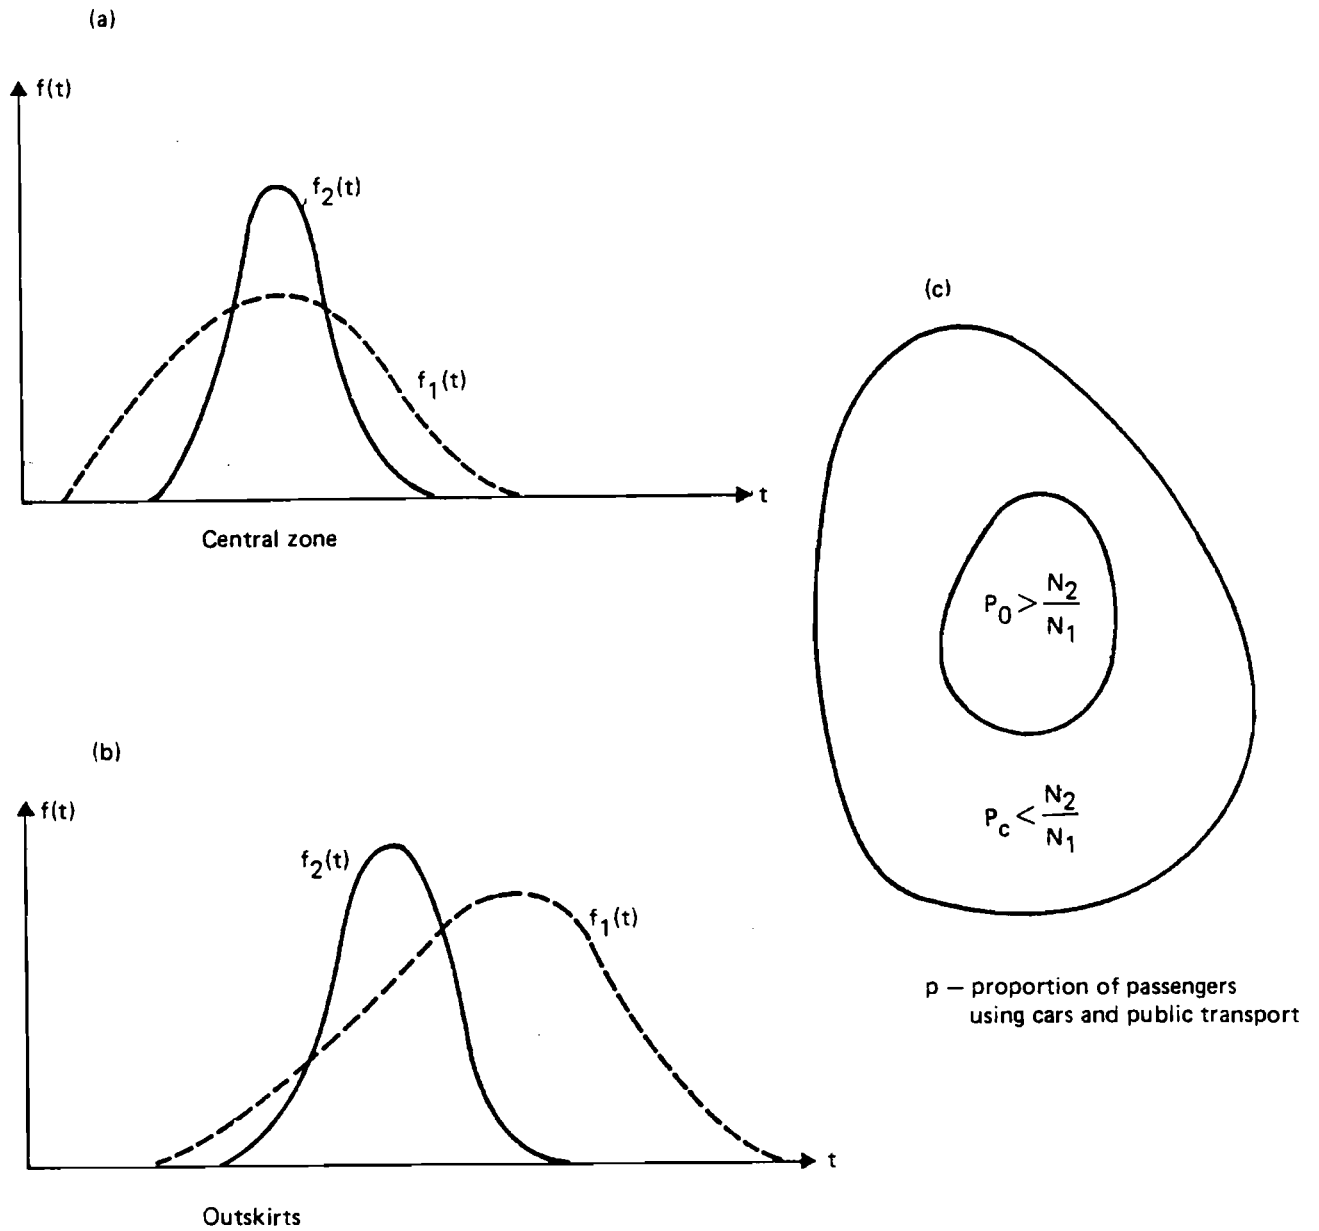 (a)
f(t)
f2(t)
f1(t)
t
Central zone
(b)
f(t)
f2(t)
f1(t)
t
Outskirts
(c)
P0 > N2
N1
Pc < N2
N1
p — proportion of passengers
using cars and public transport